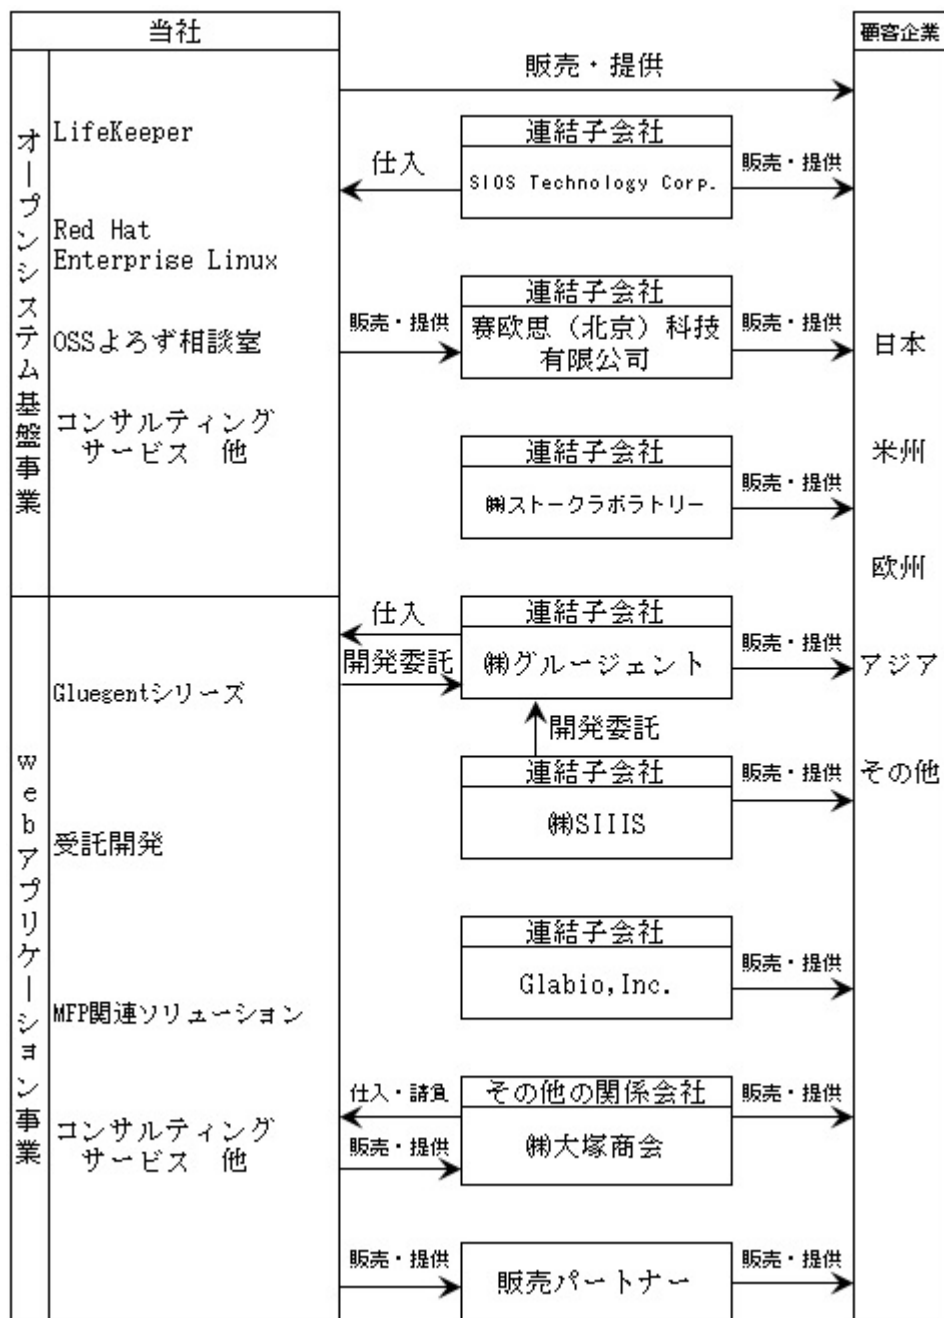 当社
顧客企業
販売・提供
オープンシステム基盤事業
LifeKeeper
連結子会社
仕入
SIOS Technology Corp.
販売・提供
Red Hat
Enterprise Linux
連結子会社
販売・提供
赛欧思（北京）科技
有限公司
販売・提供
OSSよろず相談室
日本
コンサルティング
サービス 他
連結子会社
㈱ストークラボラトリー
販売・提供
米州
欧州
webアプリケーション事業
仕入
開発委託
連結子会社
㈱グルージェント
販売・提供
アジア
Gluegentシリーズ
開発委託
連結子会社
㈱SIIIS
販売・提供
その他
受託開発
連結子会社
Glabio,Inc.
販売・提供
MFP関連ソリューション
仕入・請負
その他の関係会社
販売・提供
コンサルティング
サービス 他
販売・提供
㈱大塚商会
販売・提供
販売パートナー
販売・提供